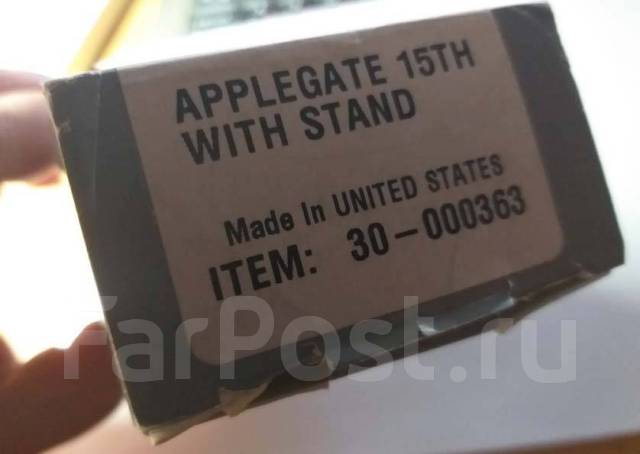 APPLEGATE 15TH
WITH STAND
Made In UNITED STATES
ITEM: 30-000363
FarPost.ru